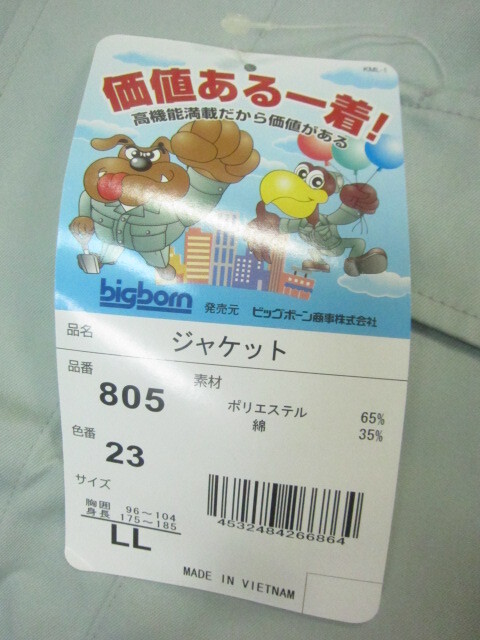 KML-1
価値ある一着!
高機能満載だから価値がある
bigborn 発売元 ビッグボーン商事株式会社
品名 ジャケット
品番 805
素材
ポリエステル 65%
綿 35%
色番 23
サイズ
胸囲 96～104
身長 175～185
LL
4532484266864
MADE IN VIETNAM